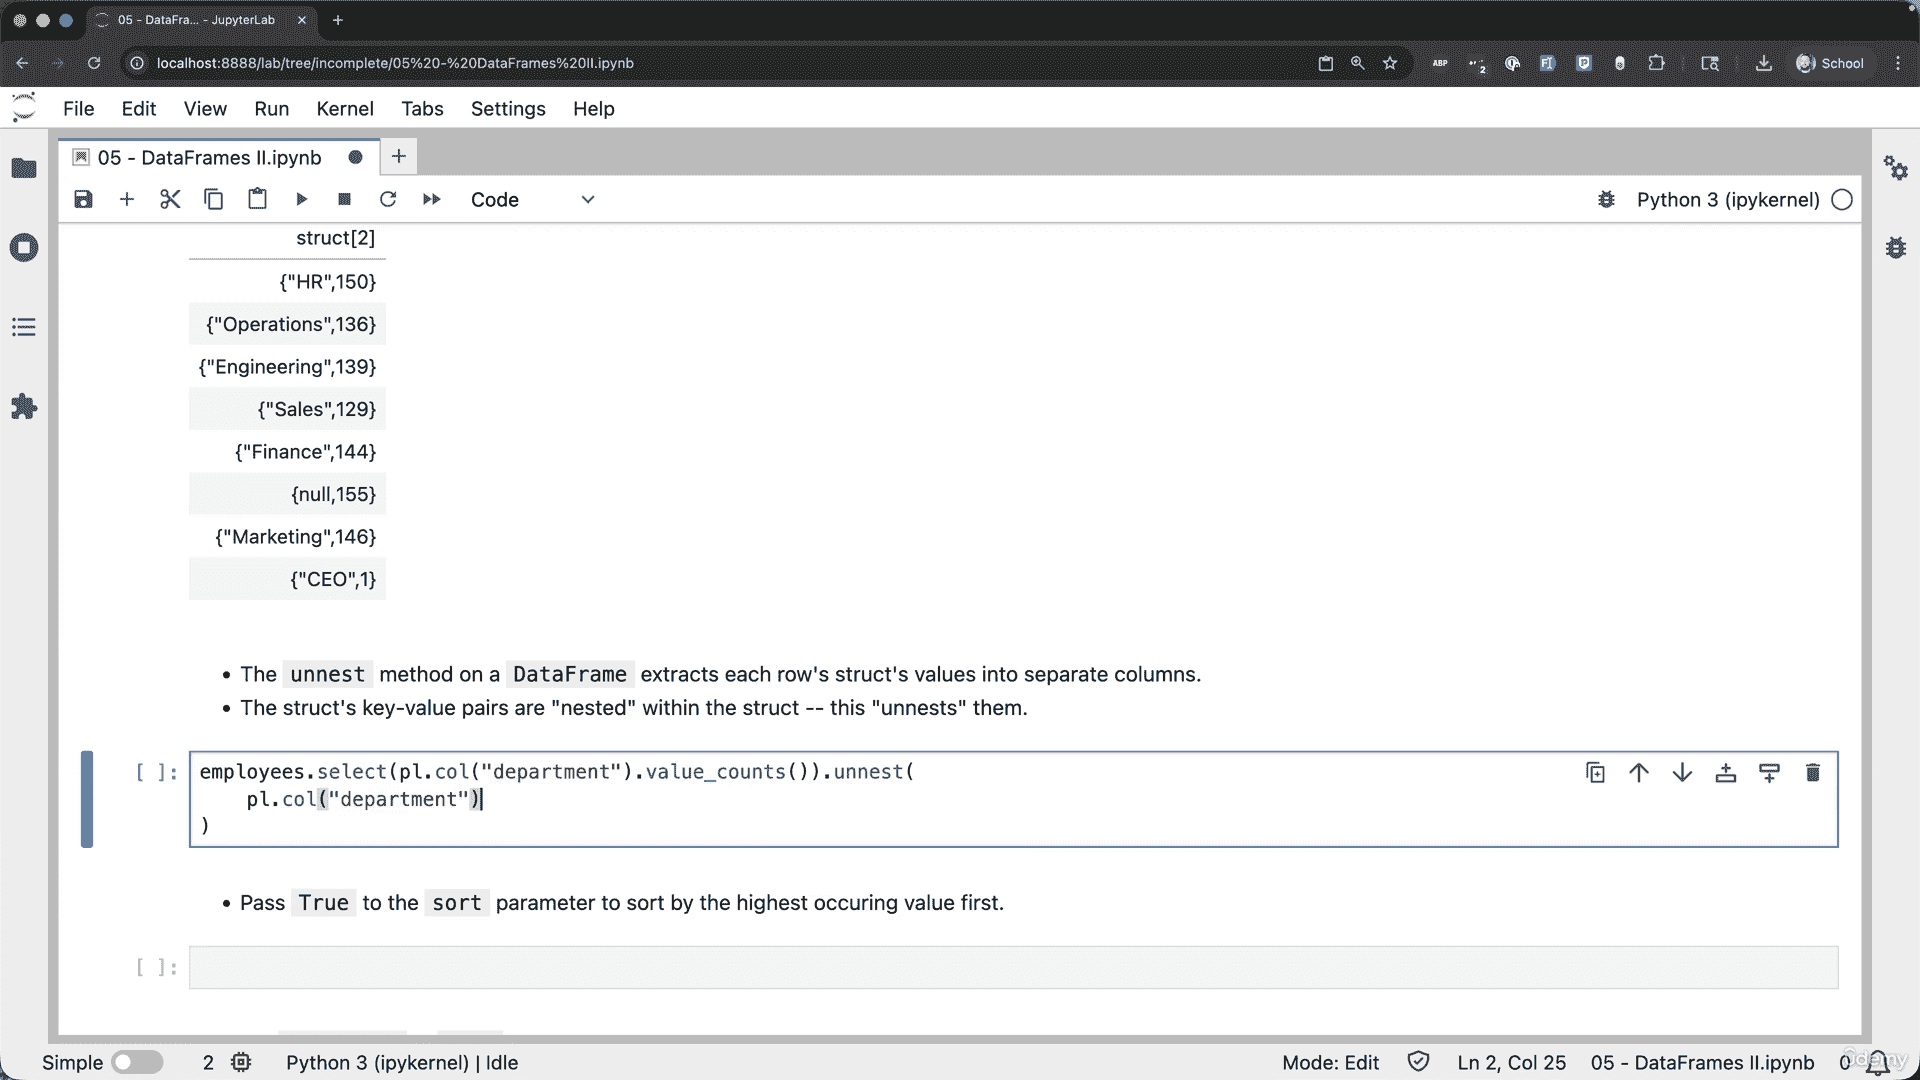 05 - DataFra... - JupyterLab
localhost:8888/lab/tree/incomplete/05%20-%20DataFrames%20II.ipynb
ABP
2
School
File Edit View Run Kernel Tabs Settings Help
05 - DataFrames II.ipynb
Code
Python 3 (ipykernel)
struct[2]
{"HR",150}
{"Operations",136}
{"Engineering",139}
{"Sales",129}
{"Finance",144}
{null,155}
{"Marketing",146}
{"CEO",1}
• The unnest method on a DataFrame extracts each row's struct's values into separate columns.
• The struct's key-value pairs are "nested" within the struct -- this "unnests" them.
[ ]: employees.select(pl.col("department").value_counts()).unnest(
pl.col("department")
)
• Pass True to the sort parameter to sort by the highest occuring value first.
[ ]:
Simple 2 Python 3 (ipykernel) | Idle Mode: Edit Ln 2, Col 25 05 - DataFrames II.ipynb 0
udemy